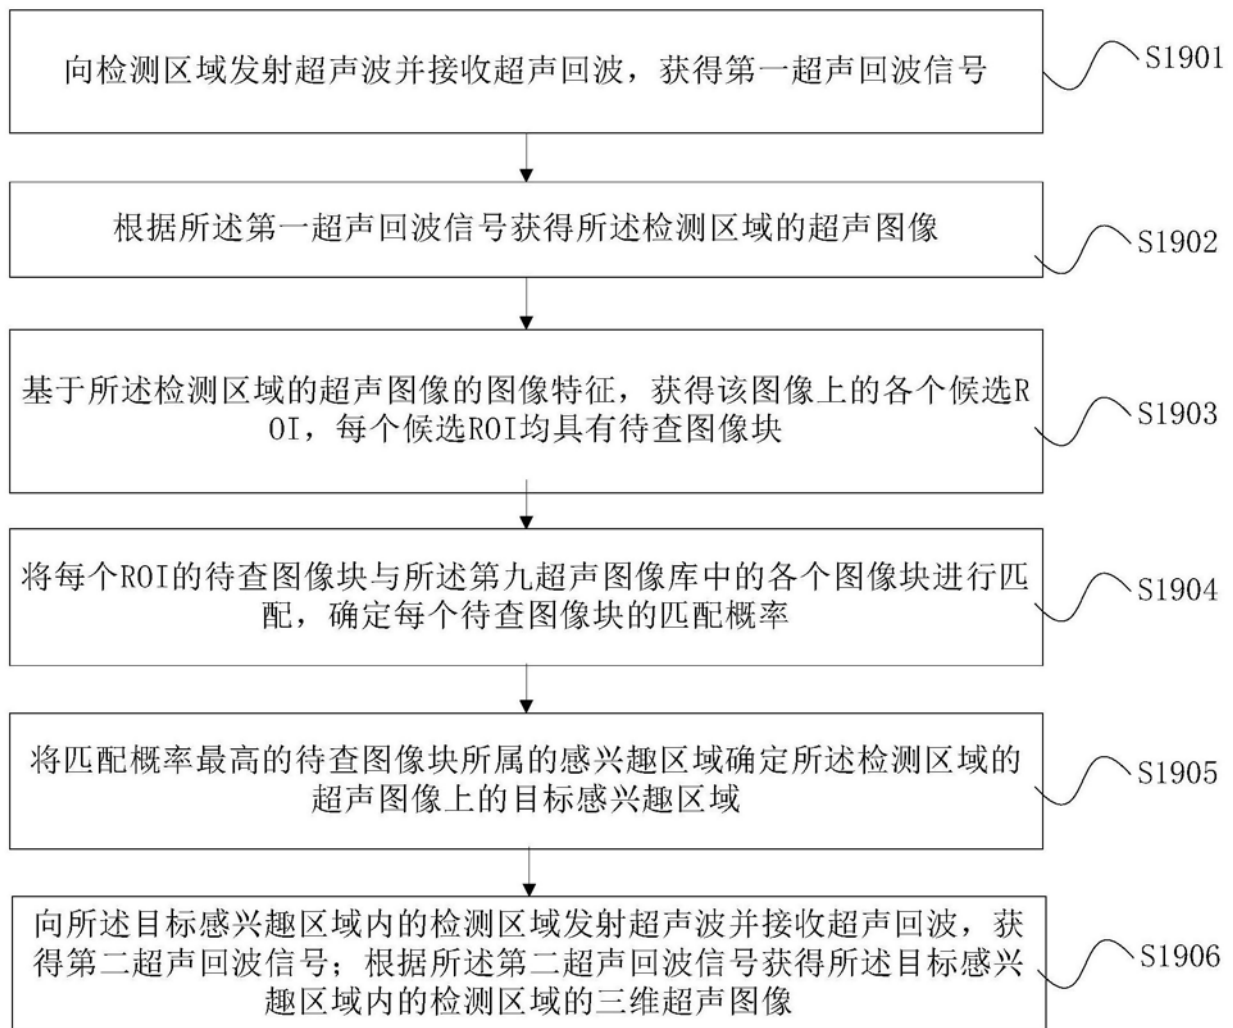 向检测区域发射超声波并接收超声回波，获得第一超声回波信号
S1901
根据所述第一超声回波信号获得所述检测区域的超声图像
S1902
基于所述检测区域的超声图像的图像特征，获得该图像上的各个候选R
OI，每个候选ROI均具有待查图像块
S1903
将每个ROI的待查图像块与所述第九超声图像库中的各个图像块进行匹
配，确定每个待查图像块的匹配概率
S1904
将匹配概率最高的待查图像块所属的感兴趣区域确定所述检测区域的
超声图像上的目标感兴趣区域
S1905
向所述目标感兴趣区域内的检测区域发射超声波并接收超声回波，获
得第二超声回波信号；根据所述第二超声回波信号获得所述目标感兴
趣区域内的检测区域的三维超声图像
S1906